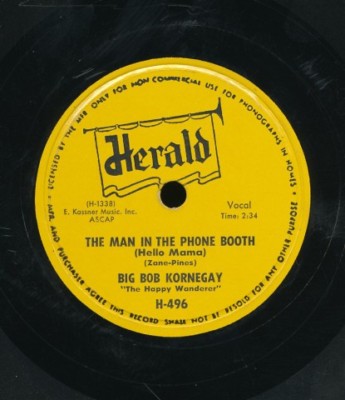 LICENSED BY THE MFR ONLY FOR NON COMMERCIAL USE FOR PHONOGRAPHS IN HOMES
Herald
(H-1338)
E. Kassner Music. Inc.
ASCAP
Vocal
Time: 2:34
THE MAN IN THE PHONE BOOTH
(Hello Mama)
(Zane-Pines)
BIG BOB KORNEGAY
"The Happy Wanderer"
H-496
MFR. AND PURCHASER AGREE THIS RECORD SHALL NOT BE RESOLD FOR ANY OTHER PURPOSE